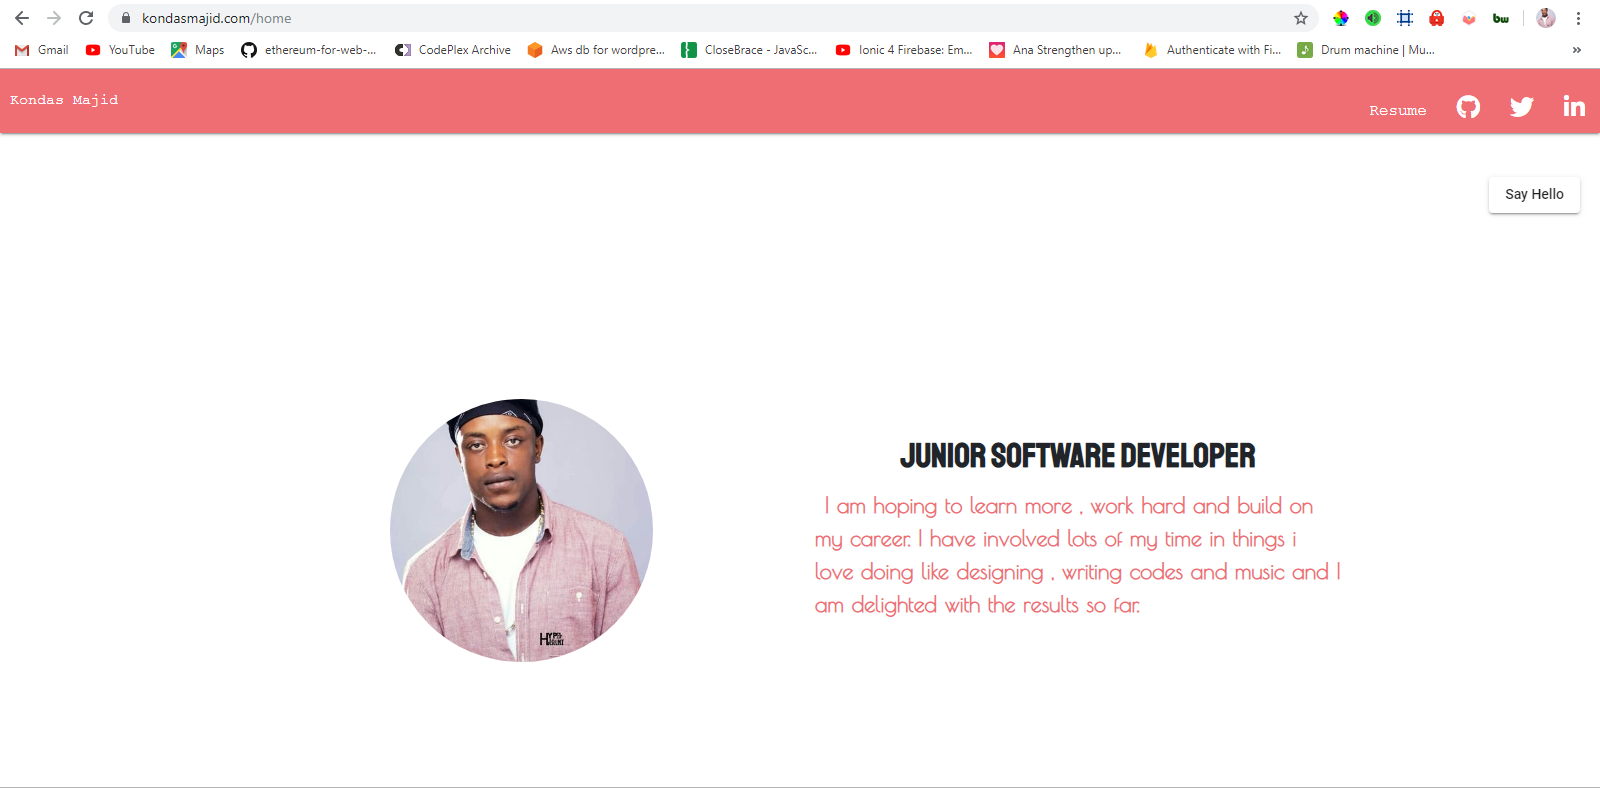 kondasmajid.com/home
Gmail YouTube Maps ethereum-for-web-... CodePlex Archive Aws db for wordpre... CloseBrace - JavaSc... Ionic 4 Firebase: Em... Ana Strengthen up... Authenticate with Fi... Drum machine | Mu... »
Kondas Majid
Resume
Say Hello
JUNIOR SOFTWARE DEVELOPER
I am hoping to learn more , work hard and build on
my career. I have involved lots of my time in things i
love doing like designing , writing codes and music and I
am delighted with the results so far.